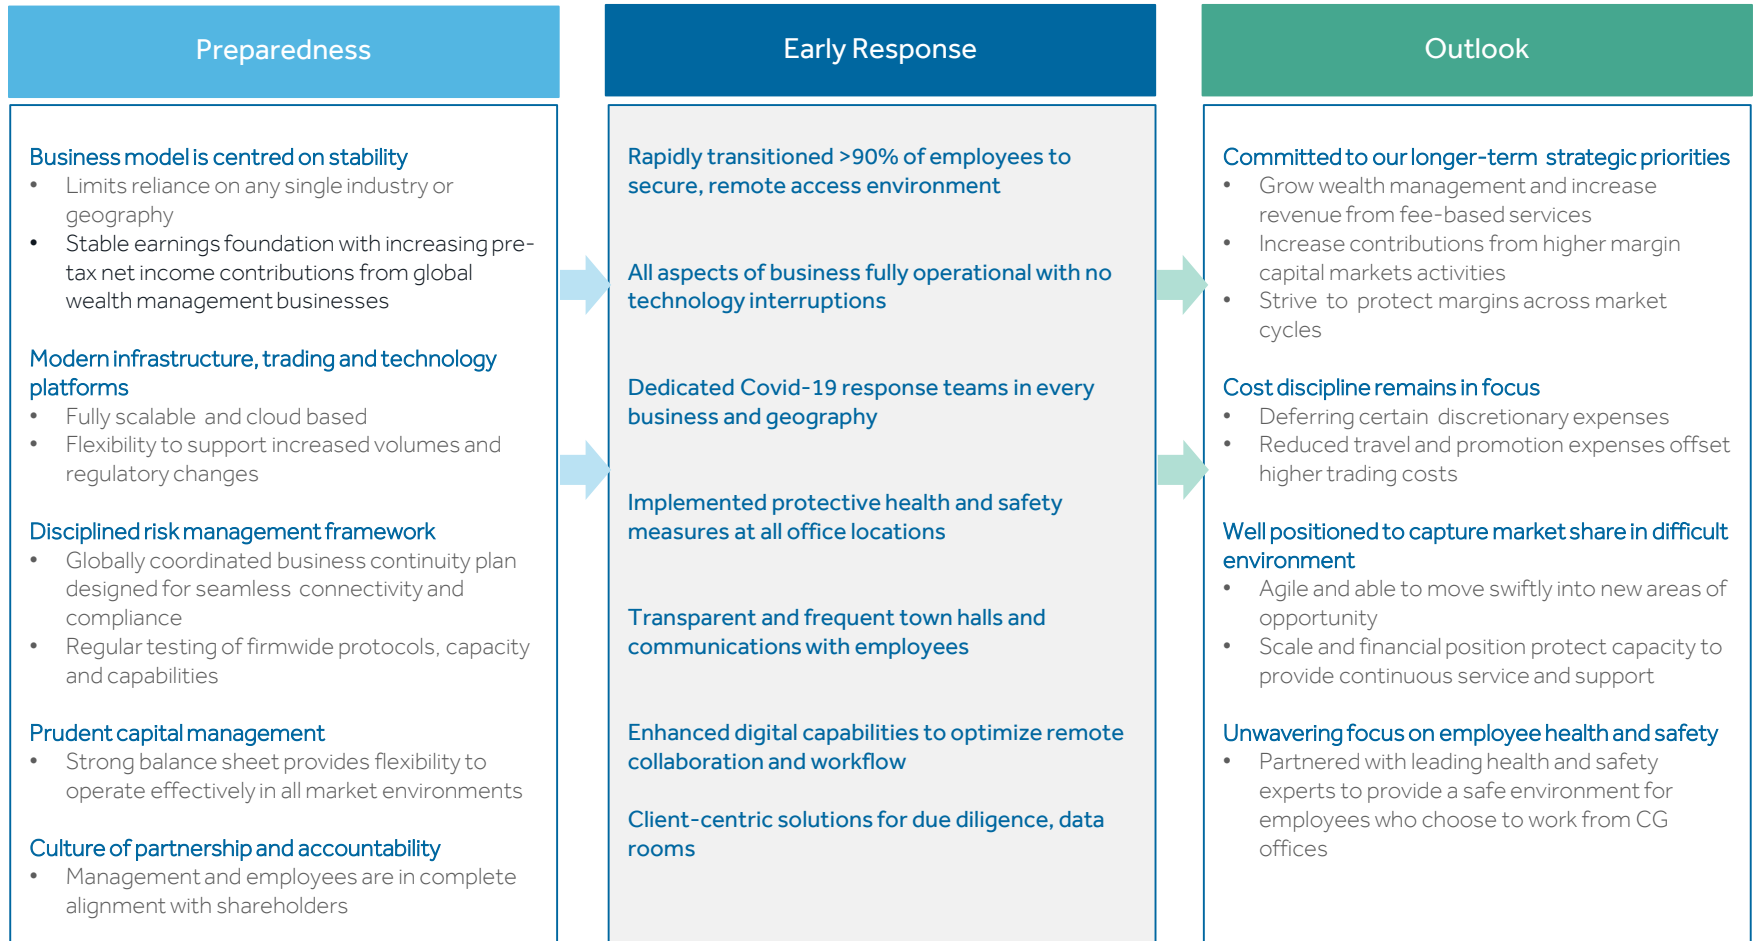 Preparedness
Business model is centred on stability
• Limits reliance on any single industry or
geography
• Stable earnings foundation with increasing pre-
tax net income contributions from global
wealth management businesses
Modern infrastructure, trading and technology
platforms
• Fully scalable and cloud based
• Flexibility to support increased volumes and
regulatory changes
Disciplined risk management framework
• Globally coordinated business continuity plan
designed for seamless connectivity and
compliance
• Regular testing of firmwide protocols, capacity
and capabilities
Prudent capital management
• Strong balance sheet provides flexibility to
operate effectively in all market environments
Culture of partnership and accountability
• Management and employees are in complete
alignment with shareholders
Early Response
Rapidly transitioned >90% of employees to
secure, remote access environment
All aspects of business fully operational with no
technology interruptions
Dedicated Covid-19 response teams in every
business and geography
Implemented protective health and safety
measures at all office locations
Transparent and frequent town halls and
communications with employees
Enhanced digital capabilities to optimize remote
collaboration and workflow
Client-centric solutions for due diligence, data
rooms
Outlook
Committed to our longer-term strategic priorities
• Grow wealth management and increase
revenue from fee-based services
• Increase contributions from higher margin
capital markets activities
• Strive to protect margins across market
cycles
Cost discipline remains in focus
• Deferring certain discretionary expenses
• Reduced travel and promotion expenses offset
higher trading costs
Well positioned to capture market share in difficult
environment
• Agile and able to move swiftly into new areas of
opportunity
• Scale and financial position protect capacity to
provide continuous service and support
Unwavering focus on employee health and safety
• Partnered with leading health and safety
experts to provide a safe environment for
employees who choose to work from CG
offices